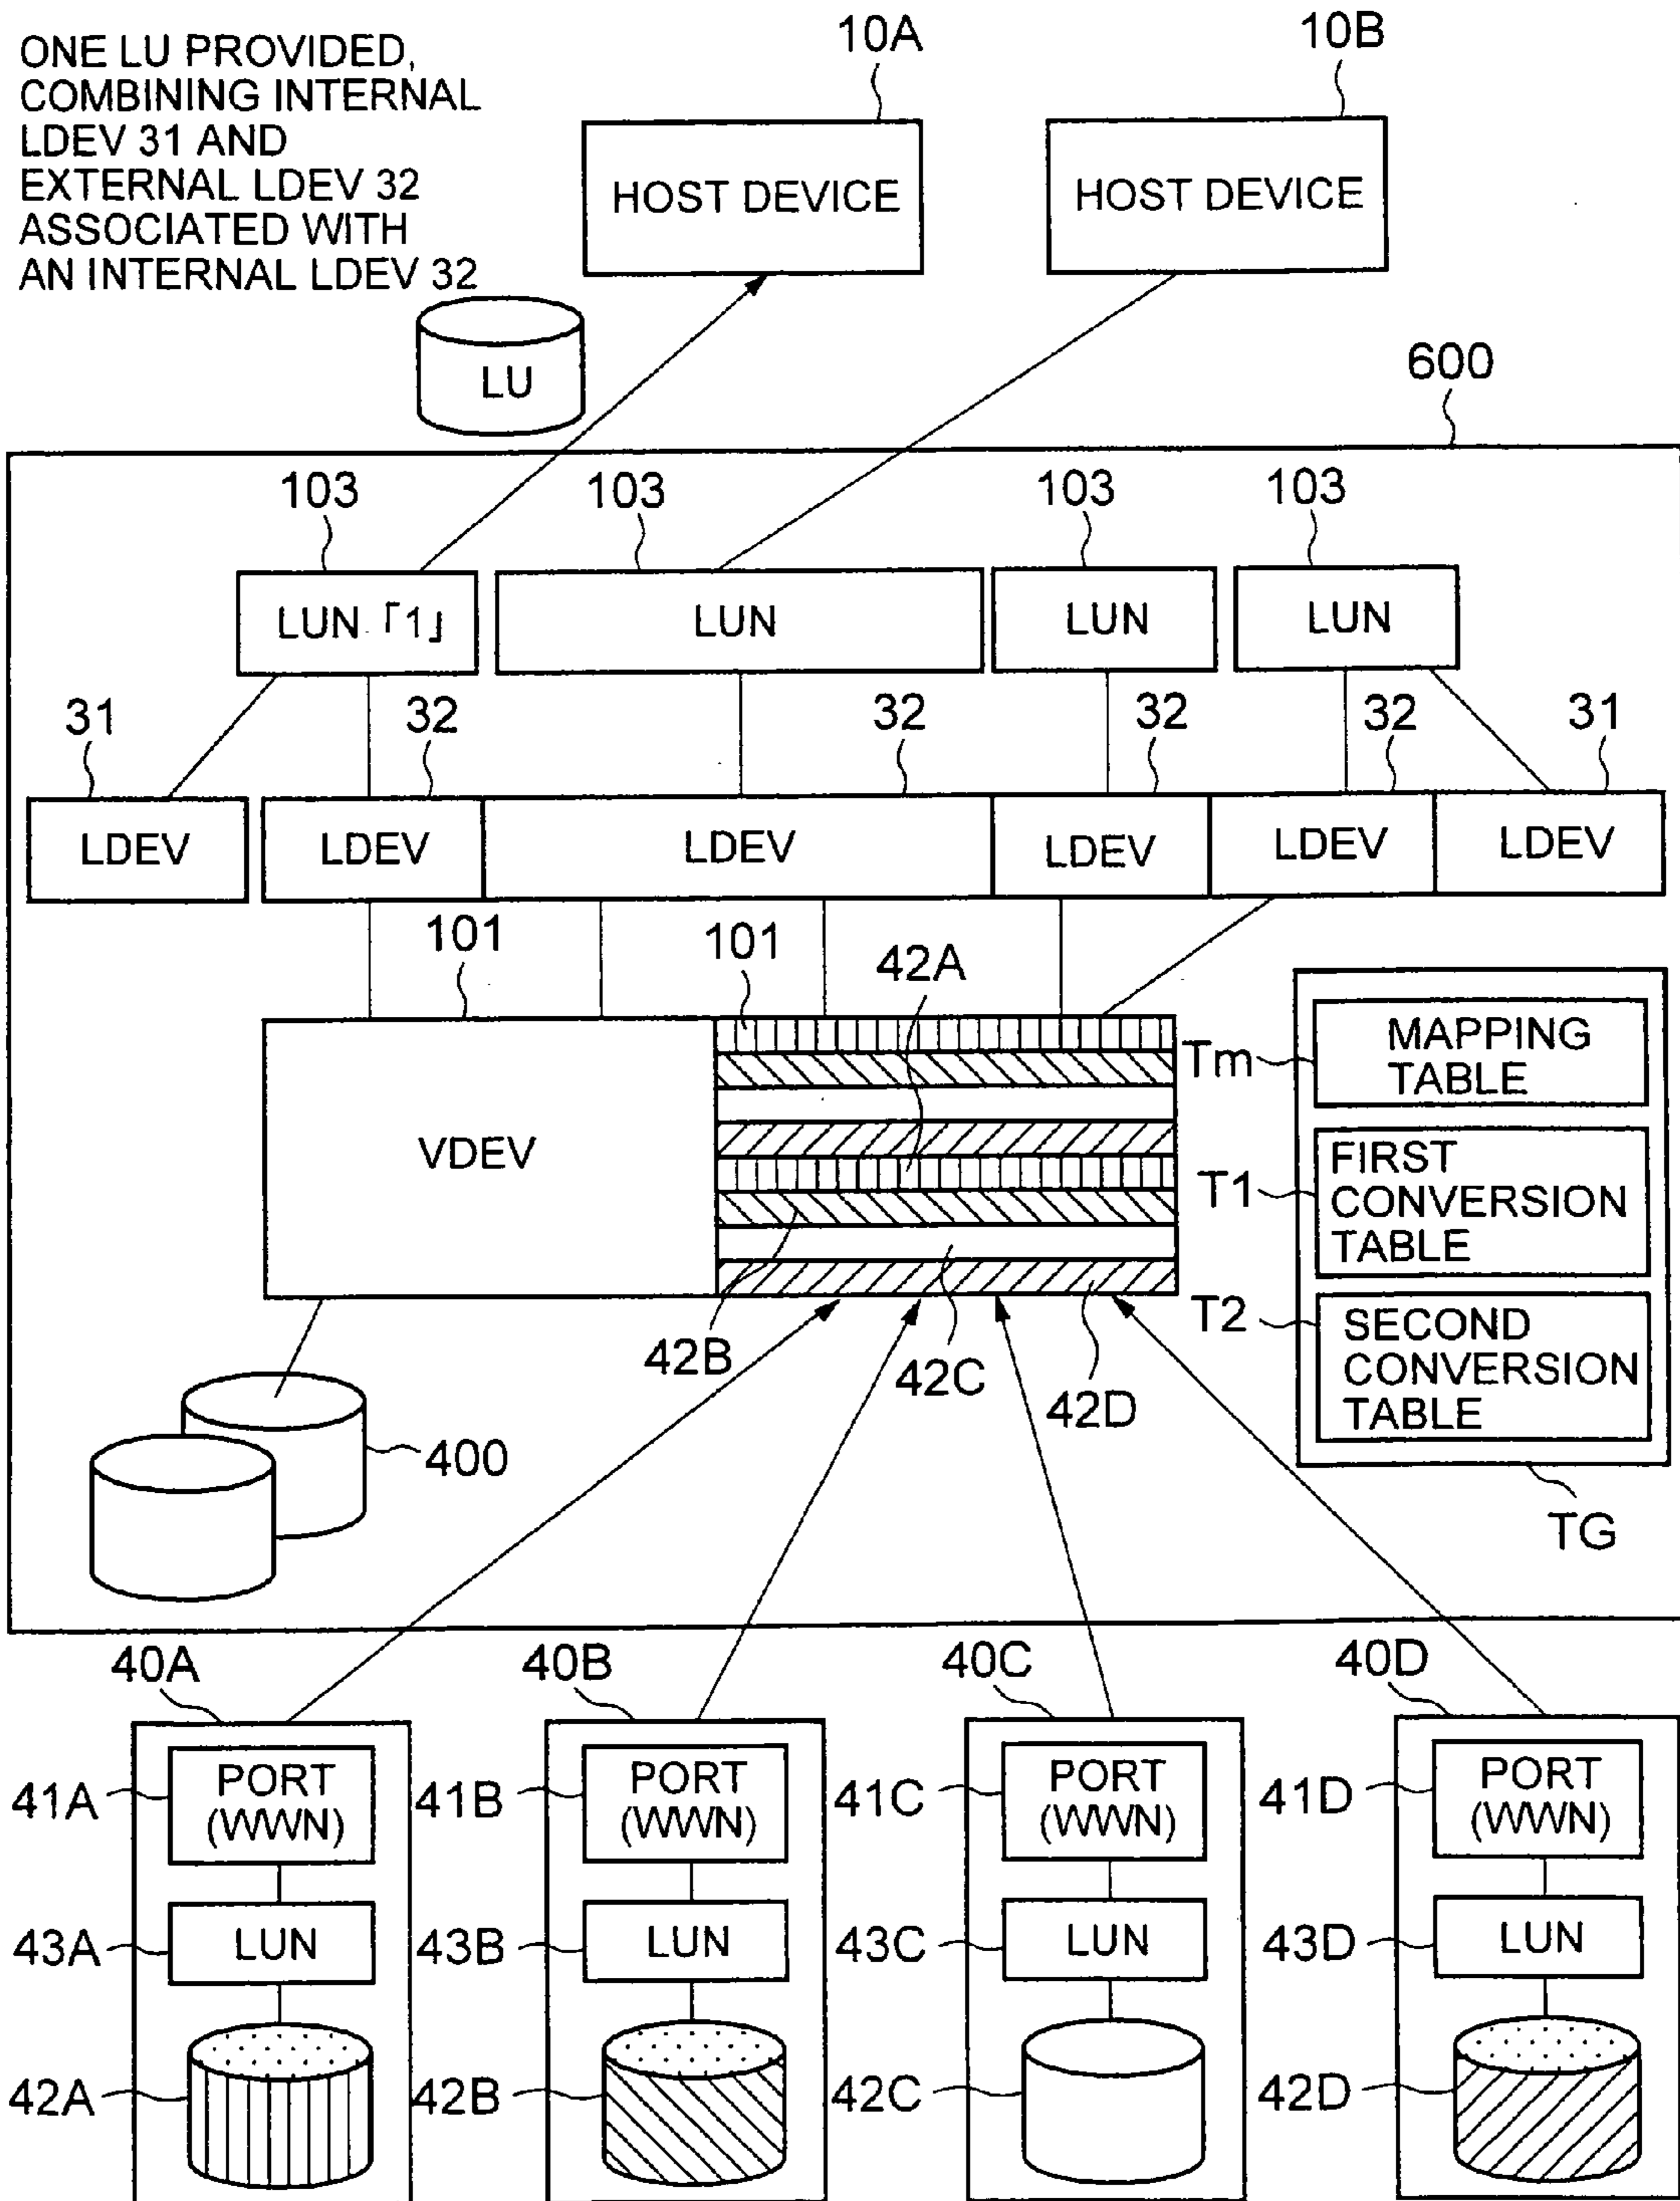 ONE LU PROVIDED,
COMBINING INTERNAL
LDEV 31 AND
EXTERNAL LDEV 32
ASSOCIATED WITH
AN INTERNAL LDEV 32
10A
10B
HOST DEVICE
HOST DEVICE
LU
600
103
103
103
103
LUN「1」
LUN
LUN
LUN
31
32
32
32
32
31
LDEV
LDEV
LDEV
LDEV
LDEV
LDEV
101
101
42A
VDEV
Tm
MAPPING
TABLE
T1
FIRST
CONVERSION
TABLE
T2
SECOND
CONVERSION
TABLE
42B
42C
42D
400
TG
40A
40B
40C
40D
41A
PORT
(WWN)
41B
PORT
(WWN)
41C
PORT
(WWN)
41D
PORT
(WWN)
43A
LUN
43B
LUN
43C
LUN
43D
LUN
42A
42B
42C
42D